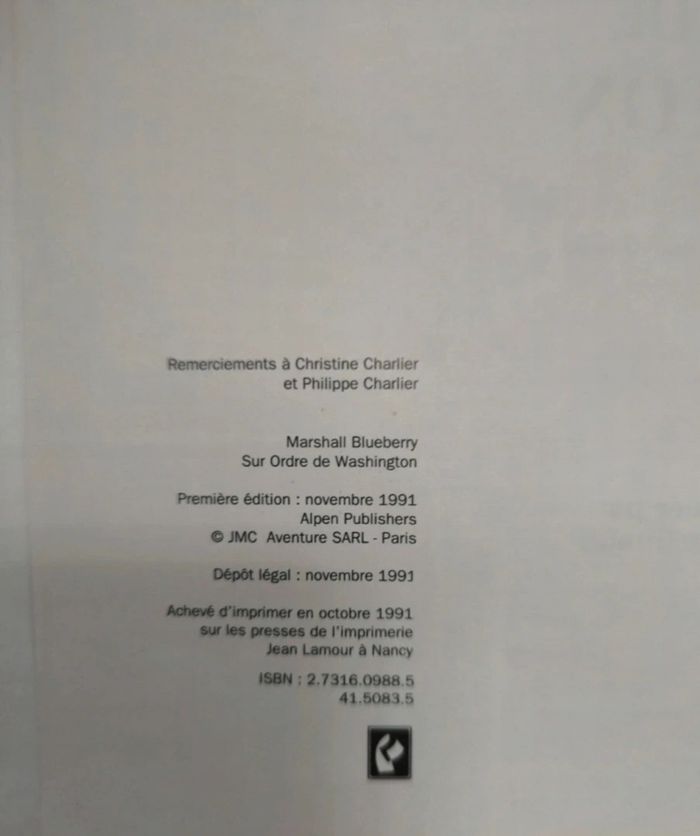 Remerciements à Christine Charlier
et Philippe Charlier
Marshall Blueberry
Sur Ordre de Washington
Première édition : novembre 1991
Alpen Publishers
© JMC Aventure SARL - Paris
Dépôt légal : novembre 1991
Achevé d'imprimer en octobre 1991
sur les presses de l'imprimerie
Jean Lamour à Nancy
ISBN : 2.7316.0988.5
41.5083.5